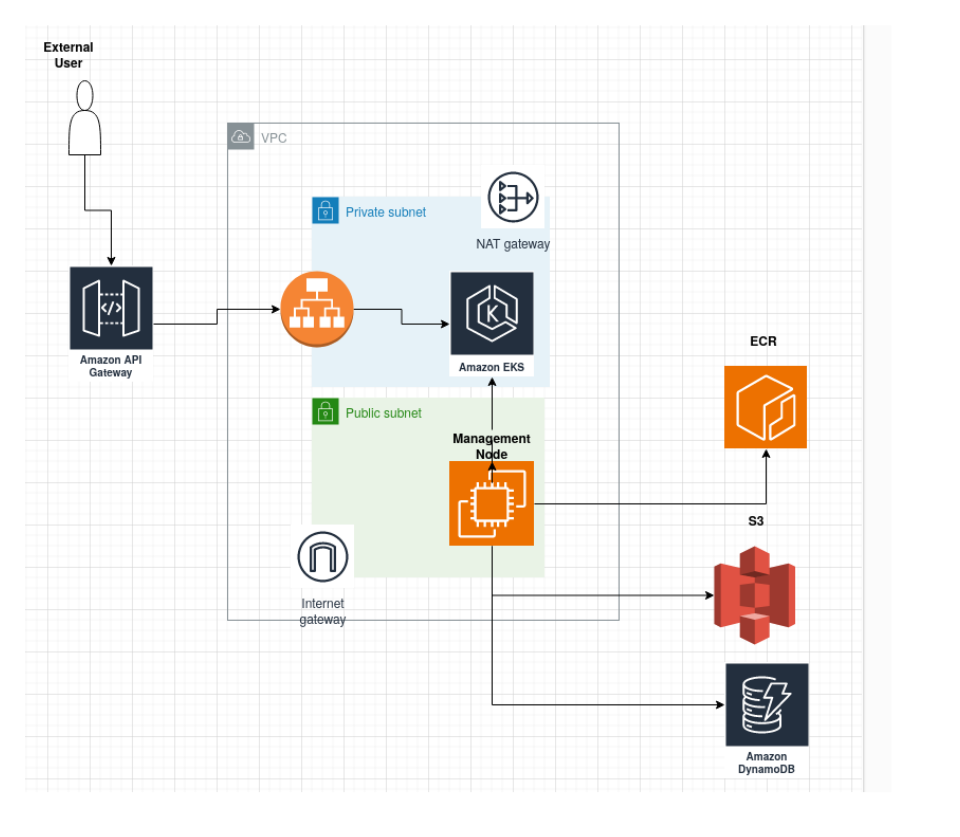 External
User
VPC
Private subnet
NAT gateway
Amazon API
Gateway
</>
K
Amazon EKS
ECR
Public subnet
Management
Node
S3
Internet
gateway
Amazon
DynamoDB